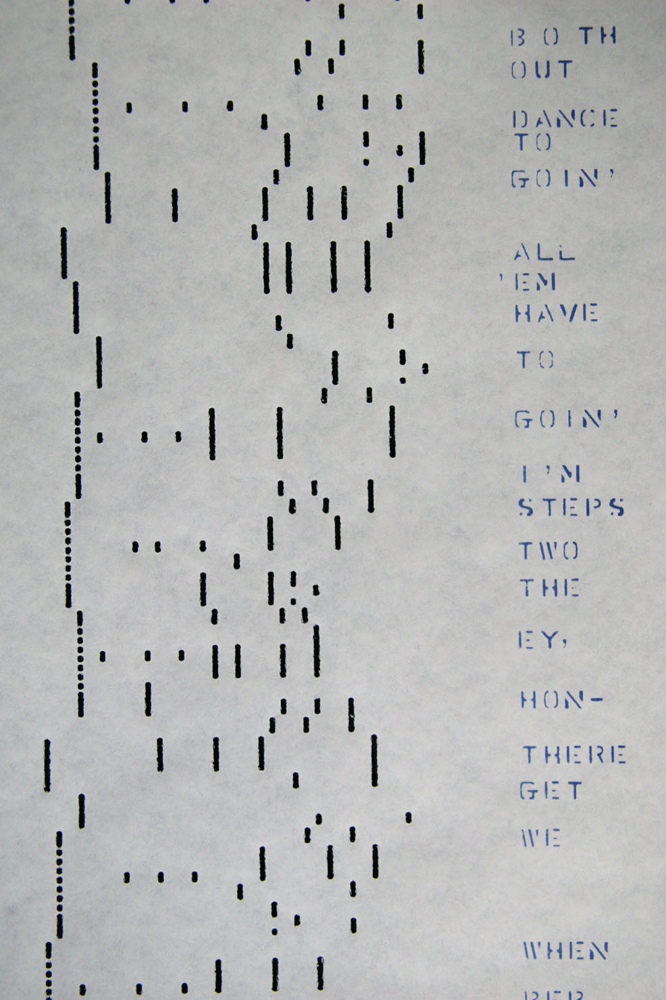 BOTH
OUT
DANCE
TO
GOIN'
ALL
'EM
HAVE
TO
GOIN'
I'M
STEPS
TWO
THE
EY,
HON-
THERE
GET
WE
WHEN